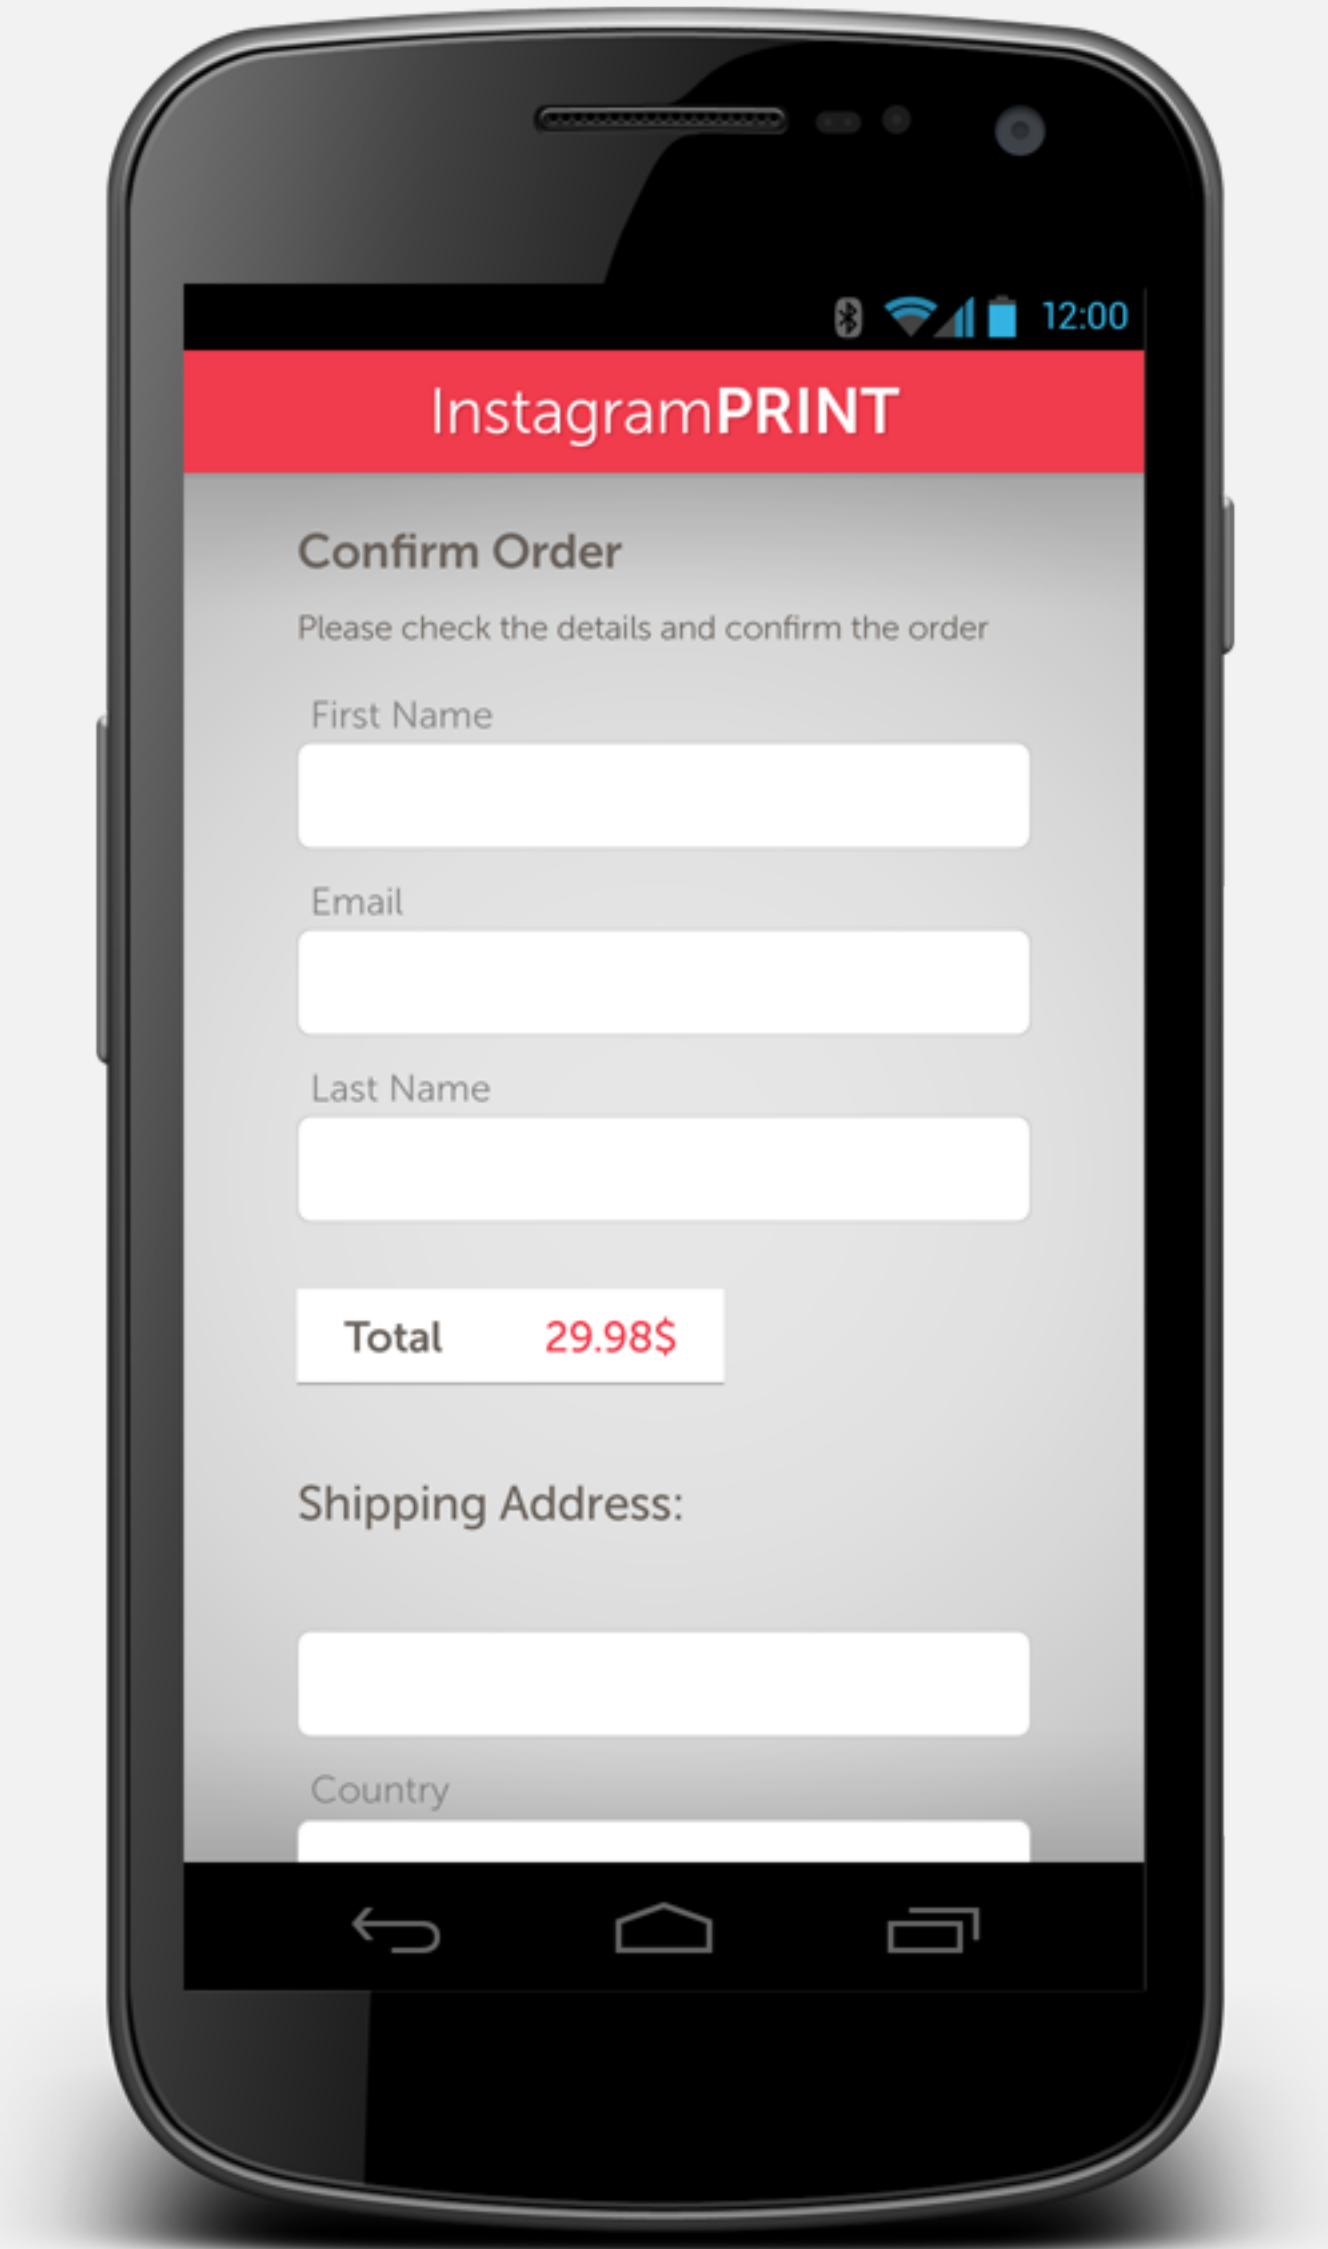 12:00
InstagramPRINT
Confirm Order
Please check the details and confirm the order
First Name
Email
Last Name
Total 29.98$
Shipping Address:
Country